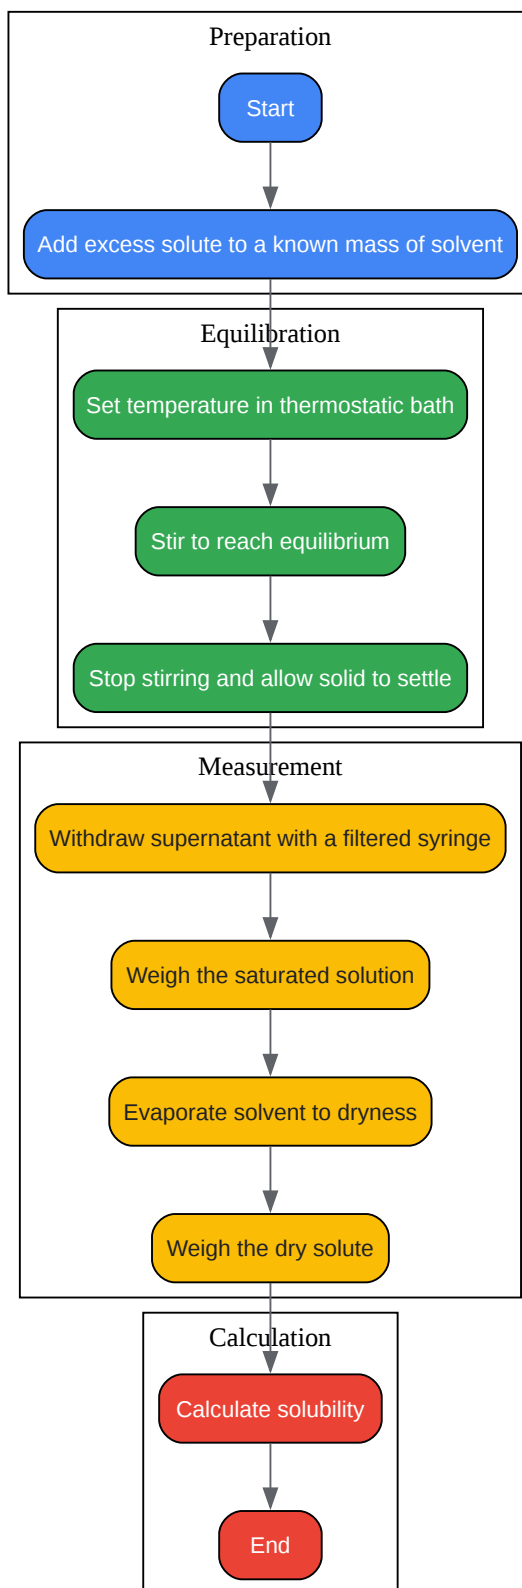 Preparation
Start
Add excess solute to a known mass of solvent
Equilibration
Set temperature in thermostatic bath
Stir to reach equilibrium
Stop stirring and allow solid to settle
Measurement
Withdraw supernatant with a filtered syringe
Weigh the saturated solution
Evaporate solvent to dryness
Weigh the dry solute
Calculation
Calculate solubility
End